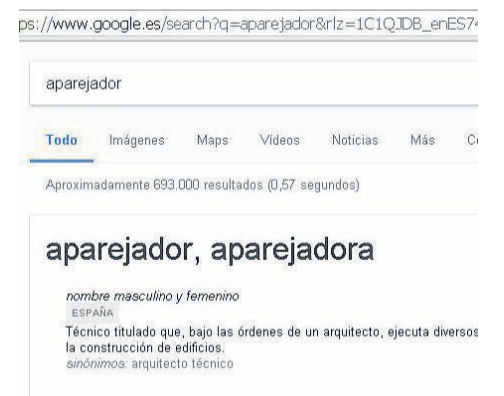 ps://www.google.es/search?q=aparejador&rlz=1C1QJDB_enES74
aparejador
Todo Imágenes Maps Vídeos Noticias Más
Aproximadamente 693.000 resultados (0,57 segundos)
aparejador, aparejadora
nombre masculino y femenino
ESPAÑA
Técnico titulado que, bajo las órdenes de un arquitecto, ejecuta diversos
la construcción de edificios.
sinónimos: arquitecto técnico